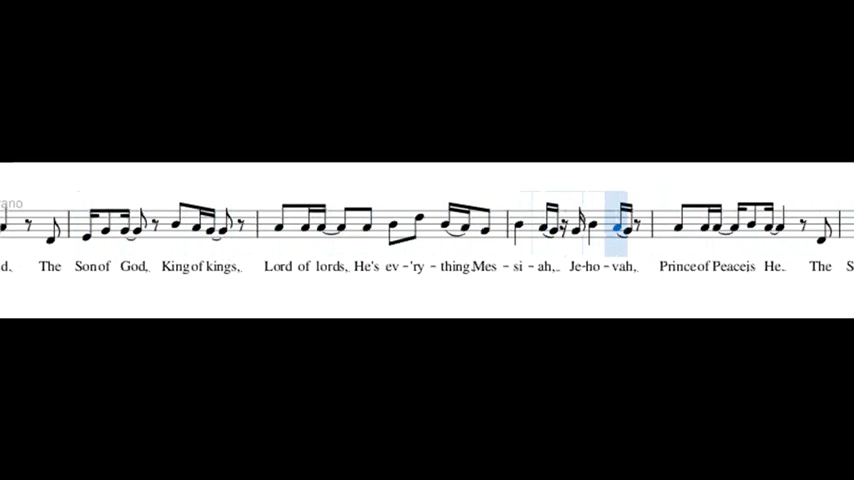 ano
d. The Son of God, King of kings, Lord of lords, He's ev - 'ry - thing. Mes - si - ah, Je - ho - vah, Prince of Peace is He. The S